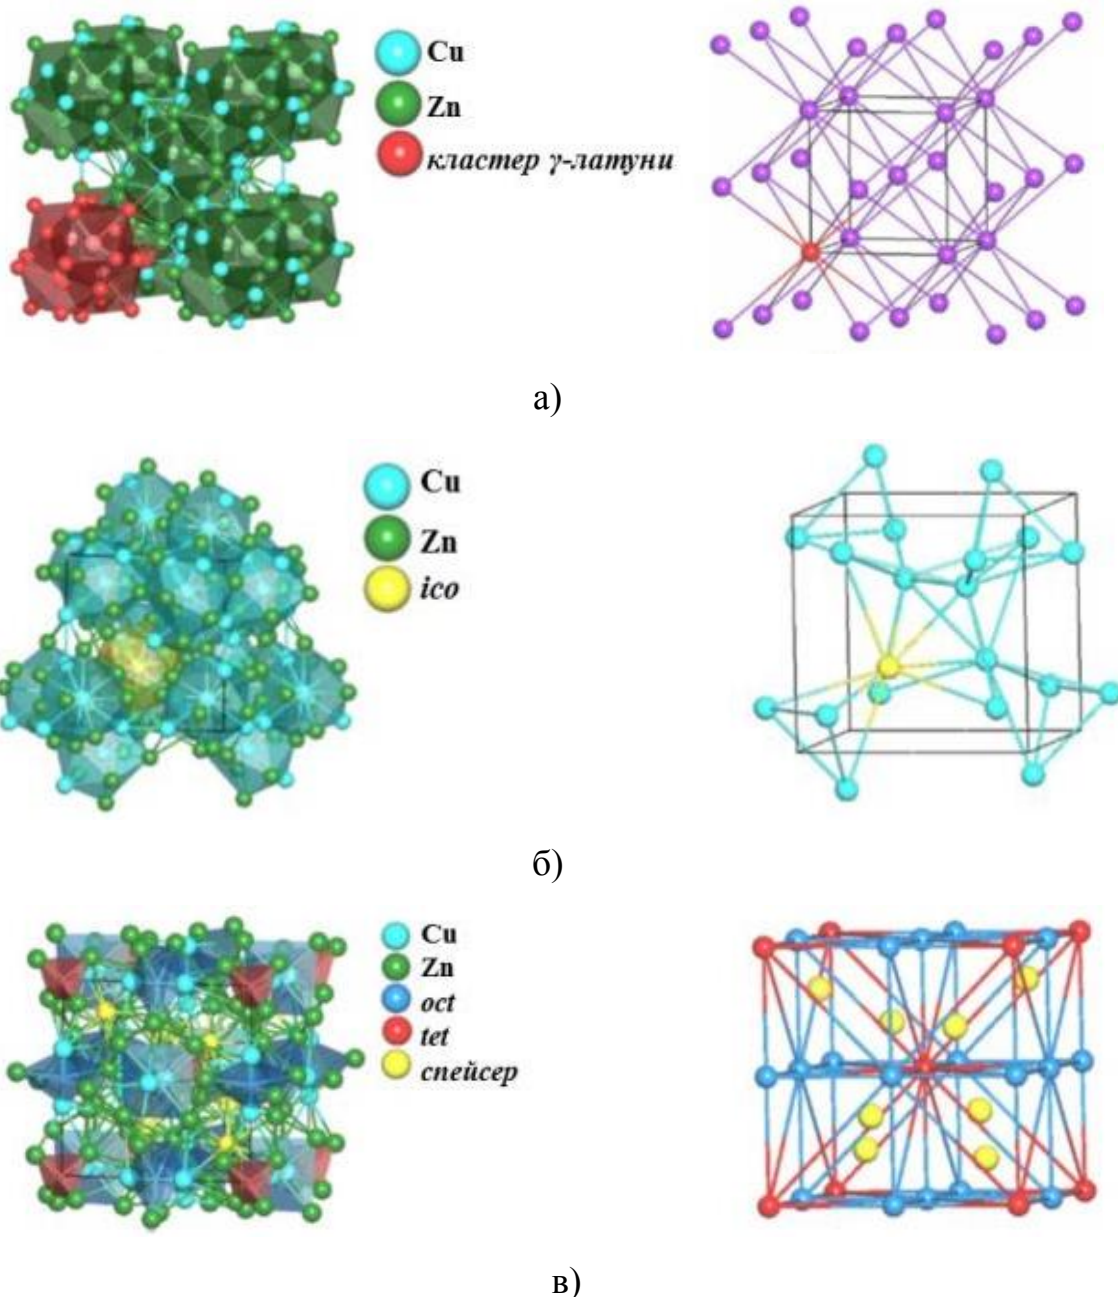 Cu
Zn
кластер γ-латуни
а)
Cu
Zn
ico
б)
Cu
Zn
oct
tet
спейсер
в)